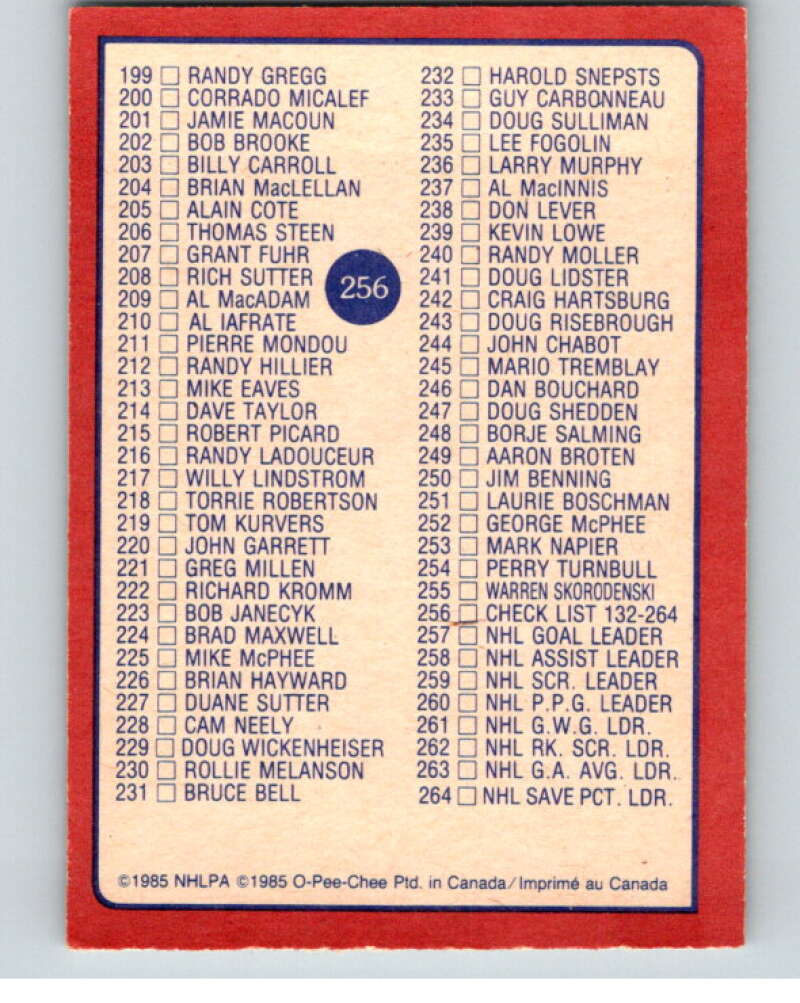 199 □ RANDY GREGG
200 □ CORRADO MICALEF
201 □ JAMIE MACOUN
202 □ BOB BROOKE
203 □ BILLY CARROLL
204 □ BRIAN MacLELLAN
205 □ ALAIN COTE
206 □ THOMAS STEEN
207 □ GRANT FUHR
208 □ RICH SUTTER
209 □ AL MacADAM
210 □ AL IAFRATE
211 □ PIERRE MONDOU
212 □ RANDY HILLIER
213 □ MIKE EAVES
214 □ DAVE TAYLOR
215 □ ROBERT PICARD
216 □ RANDY LADOUCEUR
217 □ WILLY LINDSTROM
218 □ TORRIE ROBERTSON
219 □ TOM KURVERS
220 □ JOHN GARRETT
221 □ GREG MILLEN
222 □ RICHARD KROMM
223 □ BOB JANECYK
224 □ BRAD MAXWELL
225 □ MIKE McPHEE
226 □ BRIAN HAYWARD
227 □ DUANE SUTTER
228 □ CAM NEELY
229 □ DOUG WICKENHEISER
230 □ ROLLIE MELANSON
231 □ BRUCE BELL
256
232 □ HAROLD SNEPSTS
233 □ GUY CARBONNEAU
234 □ DOUG SULLIMAN
235 □ LEE FOGOLIN
236 □ LARRY MURPHY
237 □ AL MacINNIS
238 □ DON LEVER
239 □ KEVIN LOWE
240 □ RANDY MOLLER
241 □ DOUG LIDSTER
242 □ CRAIG HARTSBURG
243 □ DOUG RISEBROUGH
244 □ JOHN CHABOT
245 □ MARIO TREMBLAY
246 □ DAN BOUCHARD
247 □ DOUG SHEDDEN
248 □ BORJE SALMING
249 □ AARON BROTEN
250 □ JIM BENNING
251 □ LAURIE BOSCHMAN
252 □ GEORGE McPHEE
253 □ MARK NAPIER
254 □ PERRY TURNBULL
255 □ WARREN SKORODENSKI
256 □ CHECK LIST 132-264
257 □ NHL GOAL LEADER
258 □ NHL ASSIST LEADER
259 □ NHL SCR. LEADER
260 □ NHL P.P.G. LEADER
261 □ NHL G.W.G. LDR.
262 □ NHL RK. SCR. LDR.
263 □ NHL G.A. AVG. LDR.
264 □ NHL SAVE PCT. LDR.
©1985 NHLPA ©1985 O-Pee-Chee Ptd. in Canada/Imprimé au Canada